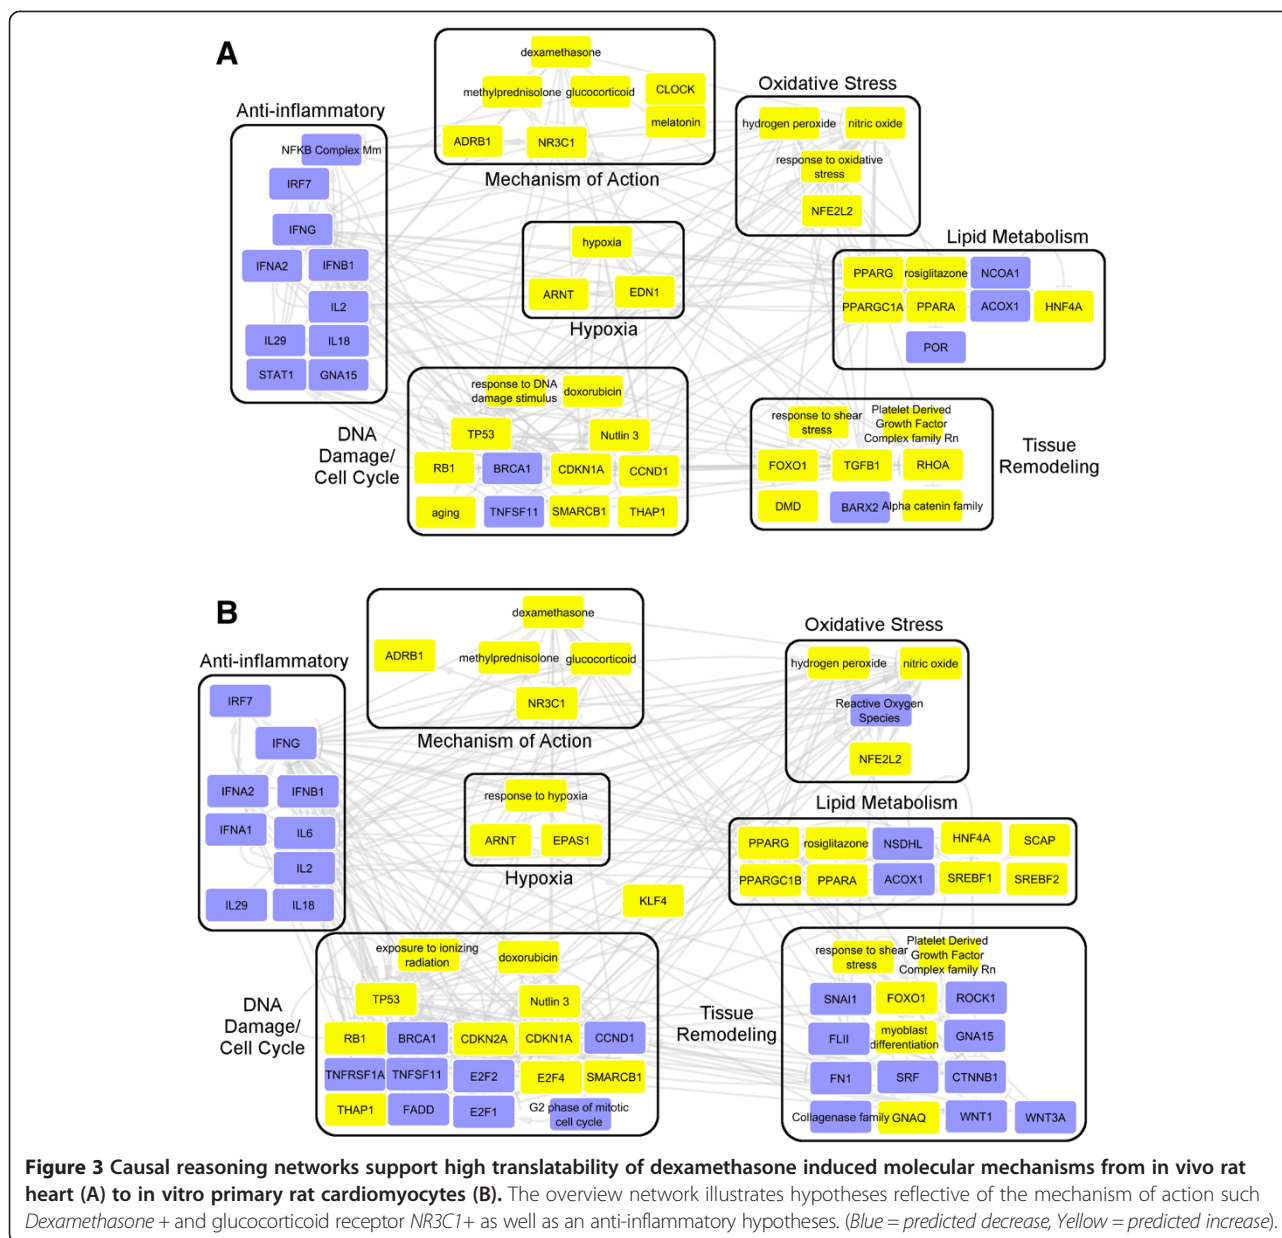 A
dexamethasone
methylprednisolone
glucocorticoid
CLOCK
melatonin
ADRB1
NR3C1
Mechanism of Action
Oxidative Stress
hydrogen peroxide
nitric oxide
response to oxidative
stress
NFE2L2
Anti-inflammatory
NFKB Complex Mm
IRF7
IFNG
IFNA2
IFNB1
IL2
IL29
IL18
STAT1
GNA15
hypoxia
ARNT
EDN1
Hypoxia
Lipid Metabolism
PPARG
rosiglitazone
NCOA1
PPARGC1A
PPARA
ACOX1
HNF4A
POR
DNA
Damage/
Cell Cycle
response to DNA
damage stimulus
doxorubicin
TP53
Nutlin 3
RB1
BRCA1
CDKN1A
CCND1
aging
TNFSF11
SMARCB1
THAP1
response to shear
stress
Platelet Derived
Growth Factor
Complex family Rn
FOXO1
TGFB1
RHOA
DMD
BARX2
Alpha catenin family
Tissue
Remodeling
B
dexamethasone
ADRB1
methylprednisolone
glucocorticoid
NR3C1
Mechanism of Action
Oxidative Stress
hydrogen peroxide
nitric oxide
Reactive Oxygen
Species
NFE2L2
Anti-inflammatory
IRF7
IFNG
IFNA2
IFNB1
IFNA1
IL6
IL2
IL29
IL18
response to hypoxia
ARNT
EPAS1
Hypoxia
KLF4
Lipid Metabolism
PPARG
rosiglitazone
NSDHL
HNF4A
SCAP
PPARGC1B
PPARA
ACOX1
SREBF1
SREBF2
DNA
Damage/
Cell Cycle
exposure to ionizing
radiation
doxorubicin
TP53
Nutlin 3
RB1
BRCA1
CDKN2A
CDKN1A
CCND1
TNFRSF1A
TNFSF11
E2F2
E2F4
SMARCB1
THAP1
FADD
E2F1
G2 phase of mitotic
cell cycle
Tissue
Remodeling
response to shear
stress
Platelet Derived
Growth Factor
Complex family Rn
SNAI1
FOXO1
ROCK1
FLII
myoblast
differentiation
GNA15
FN1
SRF
CTNNB1
Collagenase family
GNAQ
WNT1
WNT3A
Figure 3 Causal reasoning networks support high translatability of dexamethasone induced molecular mechanisms from in vivo rat
heart (A) to in vitro primary rat cardiomyocytes (B). The overview network illustrates hypotheses reflective of the mechanism of action such
Dexamethasone + and glucocorticoid receptor NR3C1+ as well as an anti-inflammatory hypotheses. (Blue = predicted decrease, Yellow = predicted increase).